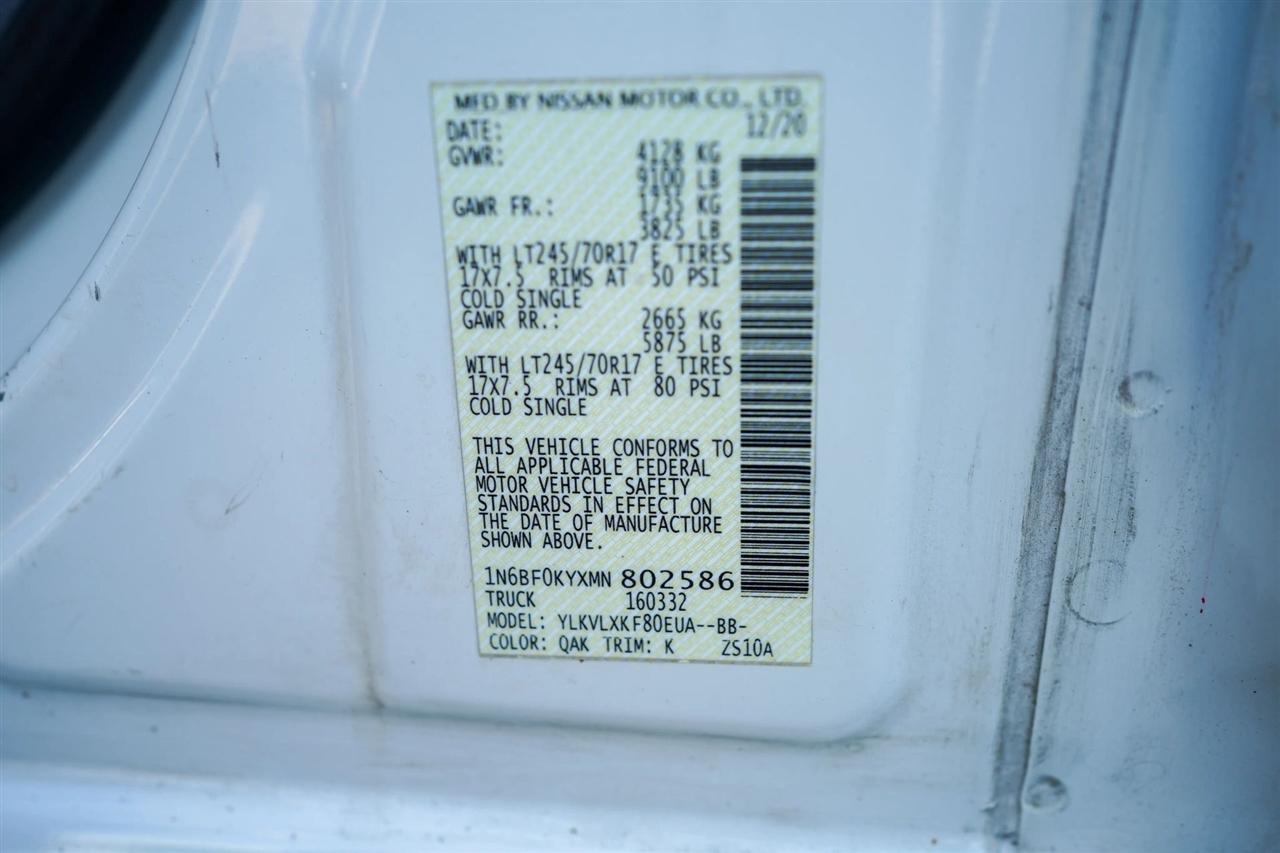 MFD BY NISSAN MOTOR CO., LTD.
DATE: 12/20
GVWR: 4128 KG
9100 LB
GAWR FR.: 1735 KG
3825 LB
WITH LT245/70R17 E TIRES
17X7.5 RIMS AT 50 PSI
COLD SINGLE
GAWR RR.: 2665 KG
5875 LB
WITH LT245/70R17 E TIRES
17X7.5 RIMS AT 80 PSI
COLD SINGLE
THIS VEHICLE CONFORMS TO
ALL APPLICABLE FEDERAL
MOTOR VEHICLE SAFETY
STANDARDS IN EFFECT ON
THE DATE OF MANUFACTURE
SHOWN ABOVE.
1N6BF0KYXMN 802586
TRUCK 160332
MODEL: YLKVLXKF80EUA--BB-
COLOR: QAK TRIM: K ZS10A